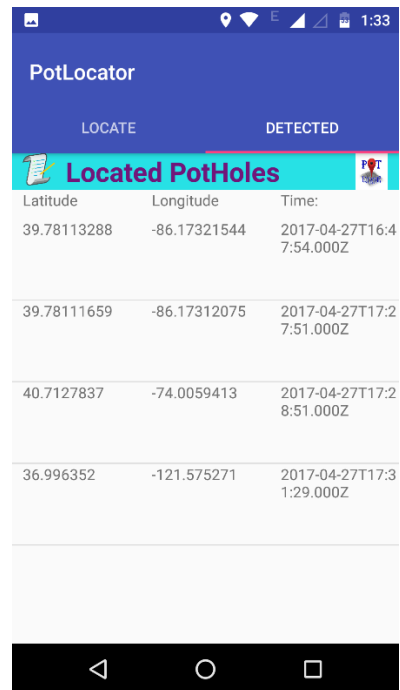 E 1:33
PotLocator
LOCATE DETECTED
Located PotHoles
Latitude Longitude Time:
39.78113288 -86.17321544 2017-04-27T16:4
7:54.000Z
39.78111659 -86.17312075 2017-04-27T17:2
7:51.000Z
40.7127837 -74.0059413 2017-04-27T17:2
8:51.000Z
36.996352 -121.575271 2017-04-27T17:3
1:29.000Z